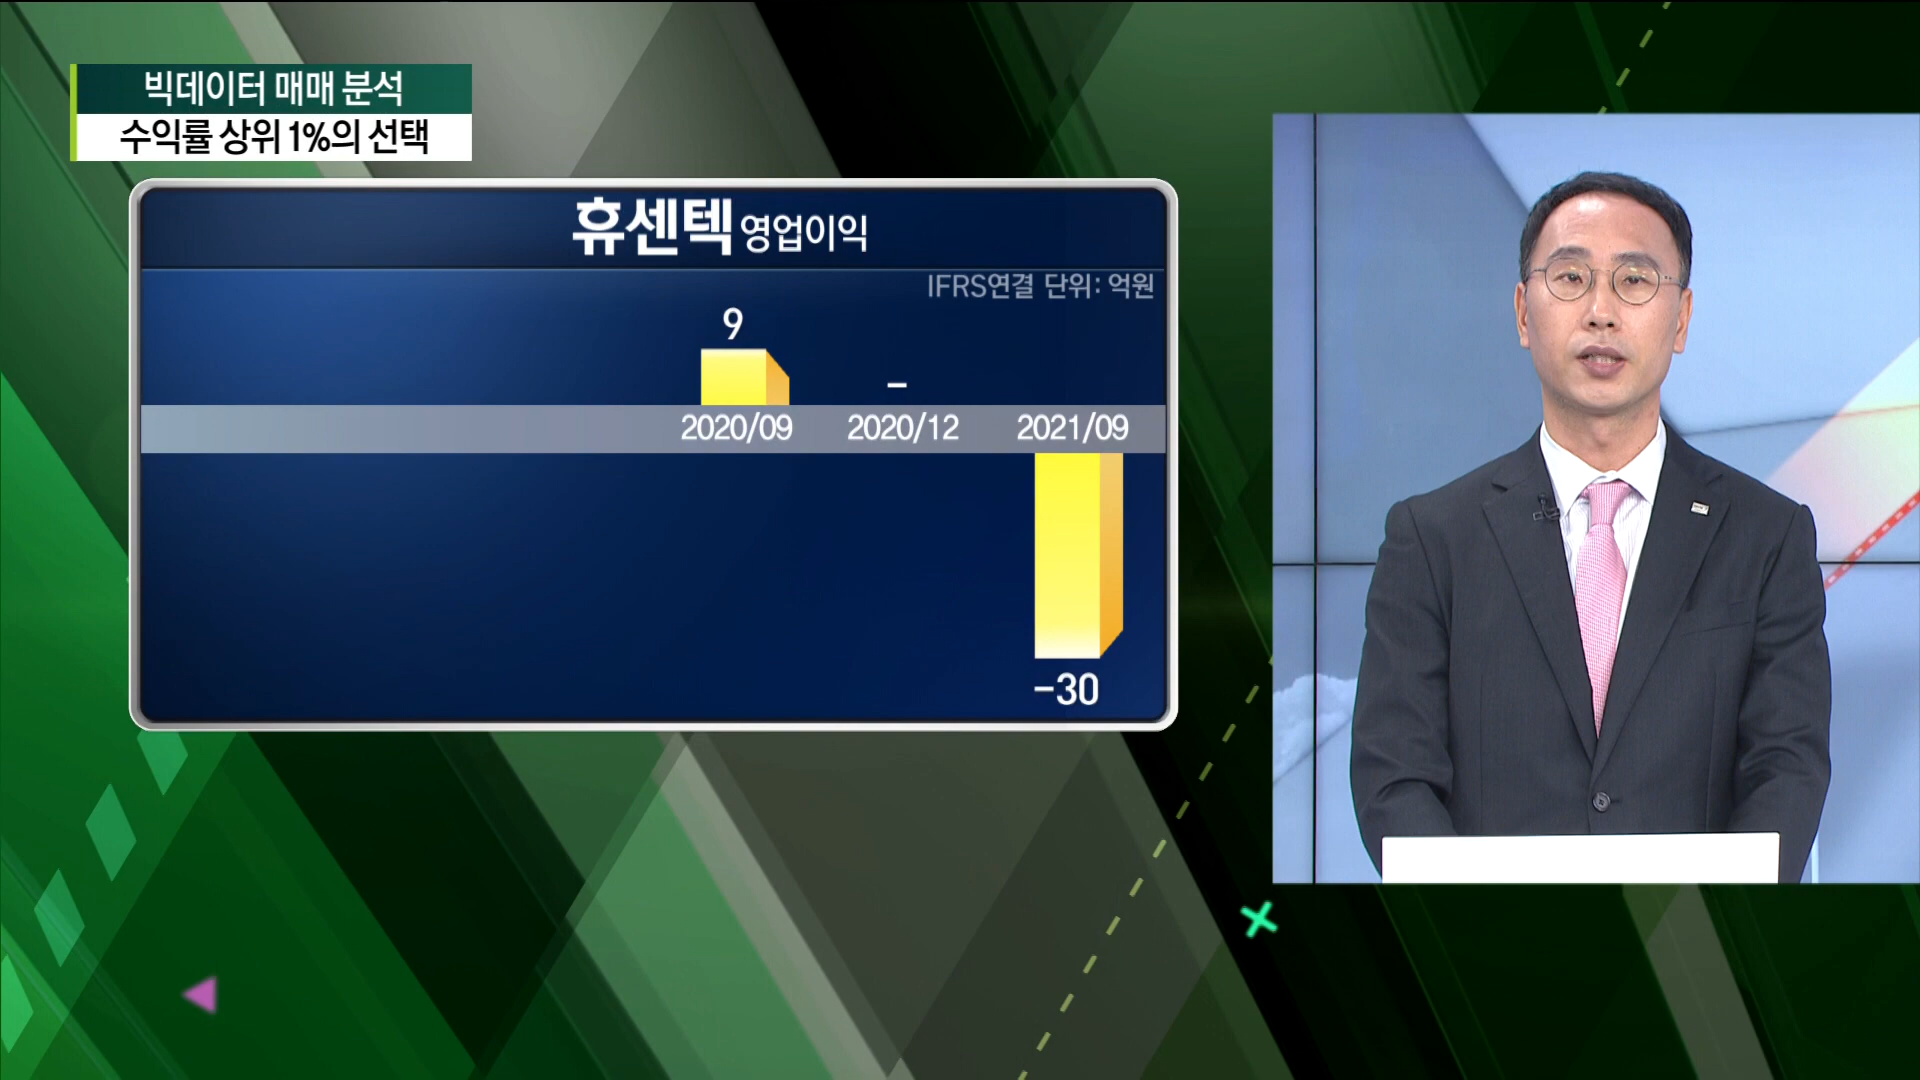 빅데이터 매매 분석
수익률 상위 1%의 선택
휴센텍 영업이익
IFRS연결 단위: 억원
9
-
2020/09 2020/12 2021/09
-30